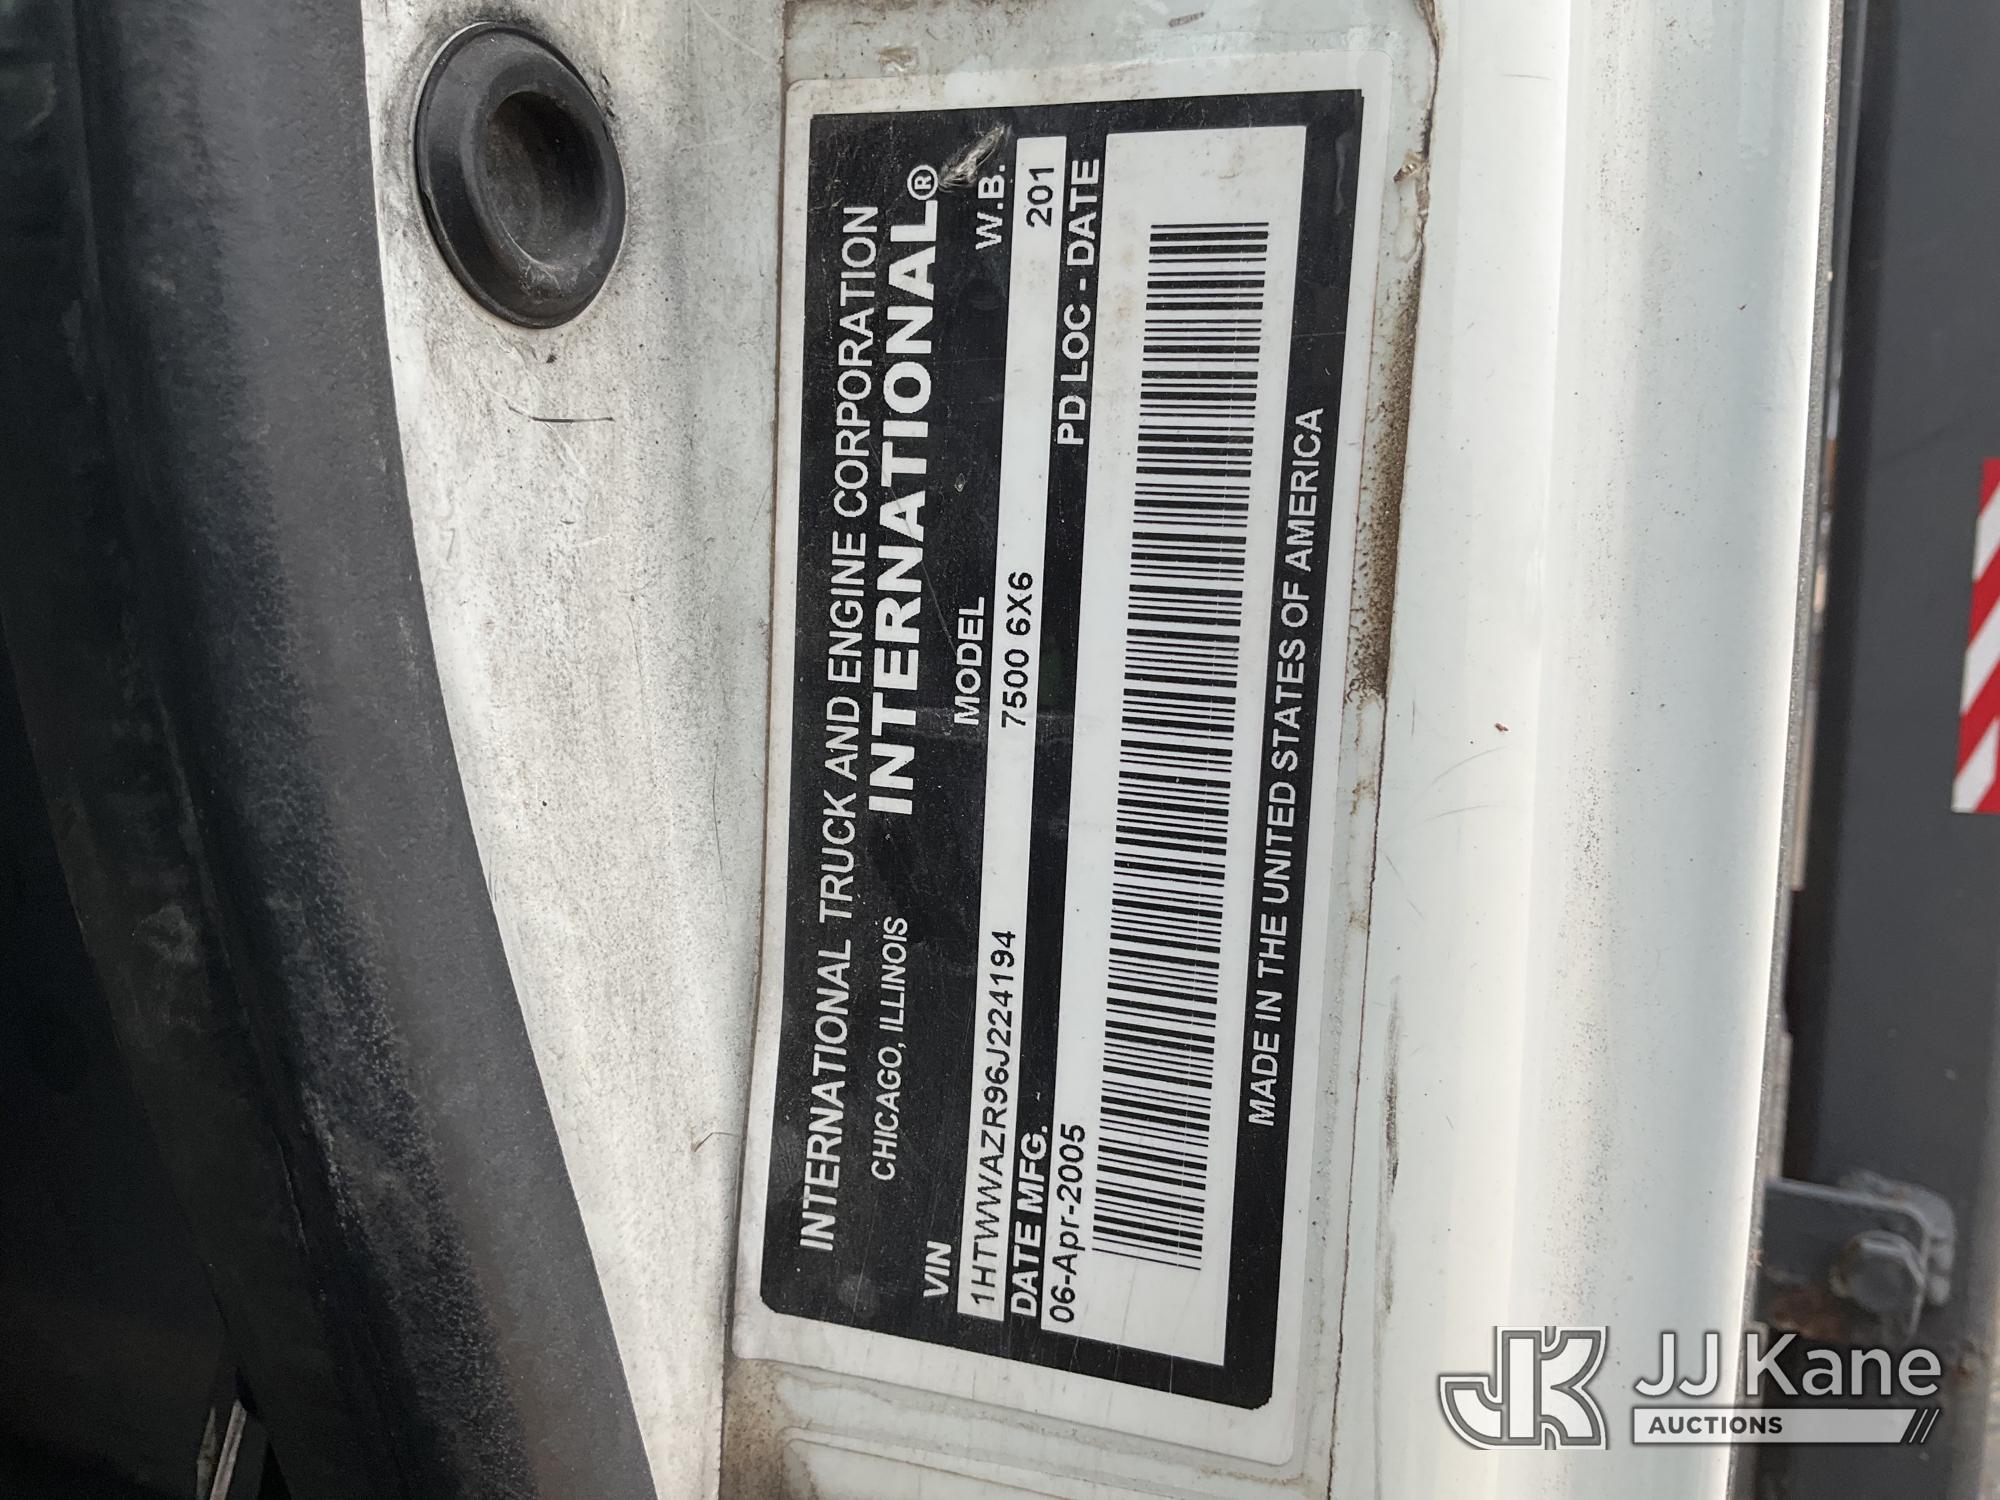 INTERNATIONAL TRUCK AND ENGINE CORPORATION
CHICAGO, ILLINOIS INTERNATIONAL®
VIN MODEL W.B.
1HTWWAZR96J224194 7500 6X6 201
DATE MFG. PD LOC - DATE
06-Apr-2005
MADE IN THE UNITED STATES OF AMERICA
JJ Kane
AUCTIONS